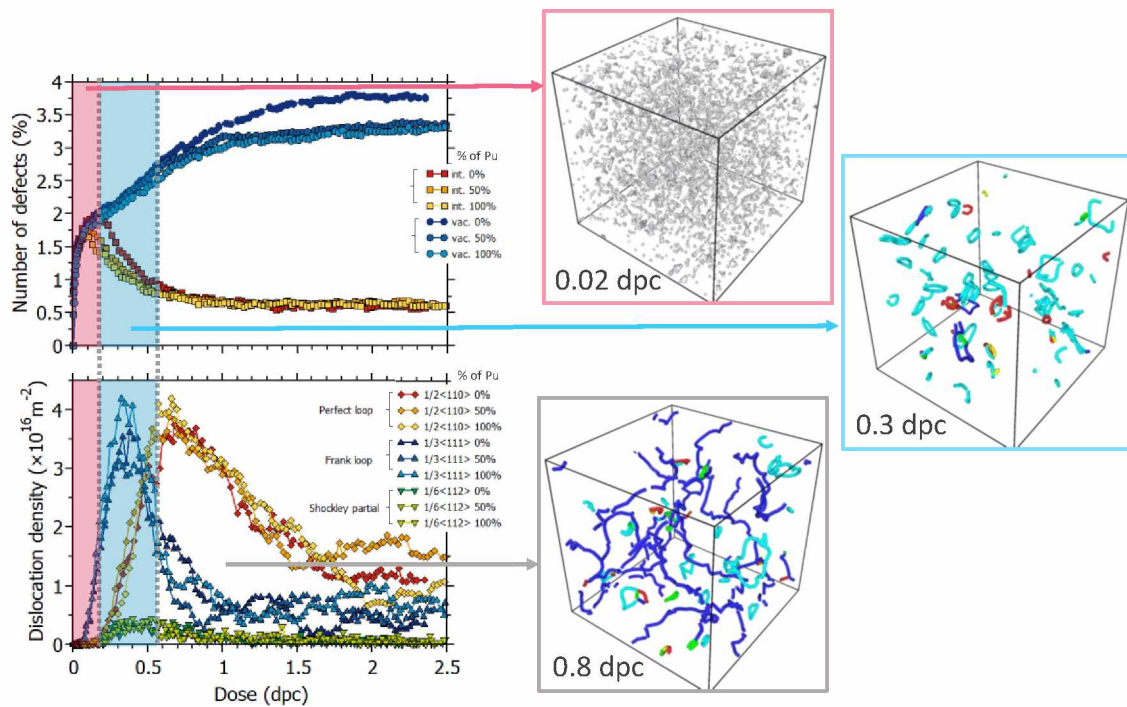 4
3.5
3
2.5
2
1.5
1
0.5
0
Number of defects (%)
% of Pu
int. 0%
int. 50%
int. 100%
vac. 0%
vac. 50%
vac. 100%
0.02 dpc
0.3 dpc
4
3
2
1
0
Dislocation density (×10¹⁶ m⁻²)
% of Pu
Perfect loop
1/2<110> 0%
1/2<110> 50%
1/2<110> 100%
Frank loop
1/3<111> 0%
1/3<111> 50%
1/3<111> 100%
Shockley partial
1/6<112> 0%
1/6<112> 50%
1/6<112> 100%
0 0.5 1.0 1.5 2 2.5
Dose (dpc)
0.8 dpc